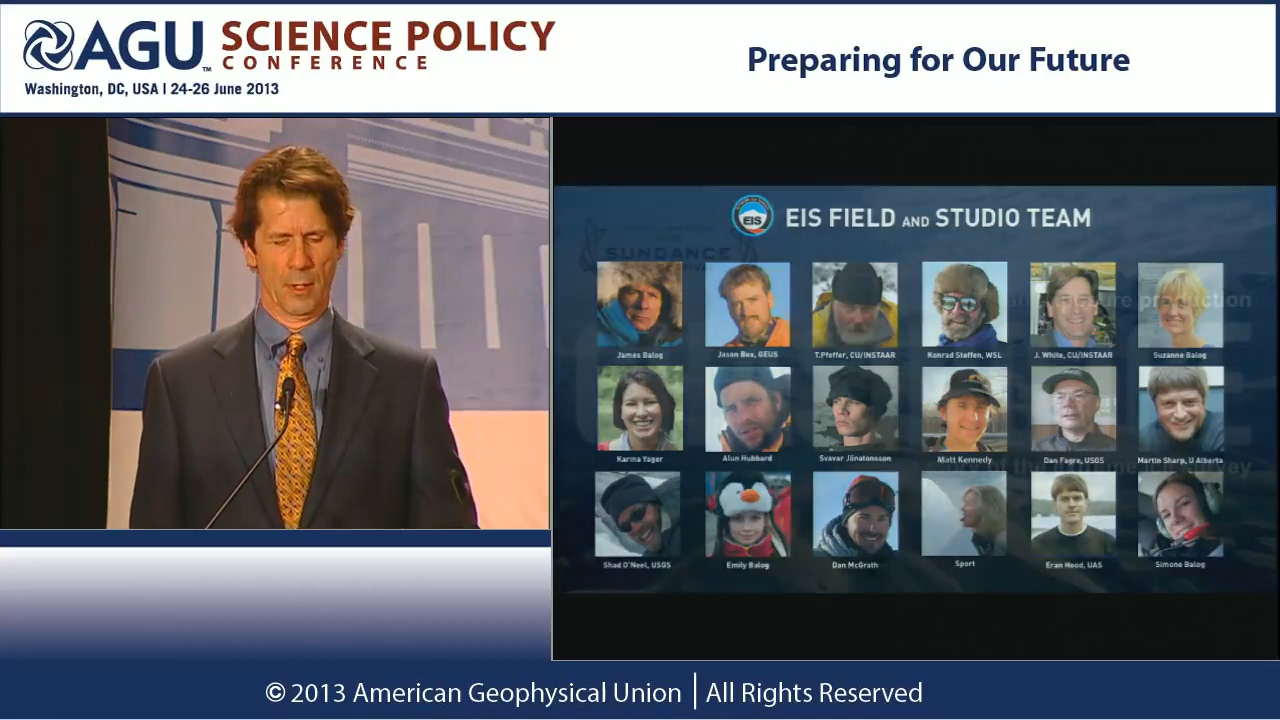 AGU™ SCIENCE POLICY
CONFERENCE
Washington, DC, USA | 24-26 June 2013
Preparing for Our Future
EIS
EIS FIELD AND STUDIO TEAM
SUNDANCE
production
James Balog
Jason Box, GEUS
T.Pfeffer, CU/INSTAAR
Konrad Steffen, WSL
J. White, CU/INSTAAR
Suzanne Balog
Karina Yager
Alun Hubbard
Svavar Jónatansson
Matt Kennedy
Dan Fagre, USGS
Martin Sharp, U Alberta
Shad O'Neel, USGS
Emily Balog
Dan McGrath
Sport
Eran Hood, UAS
Simone Balog
© 2013 American Geophysical Union | All Rights Reserved